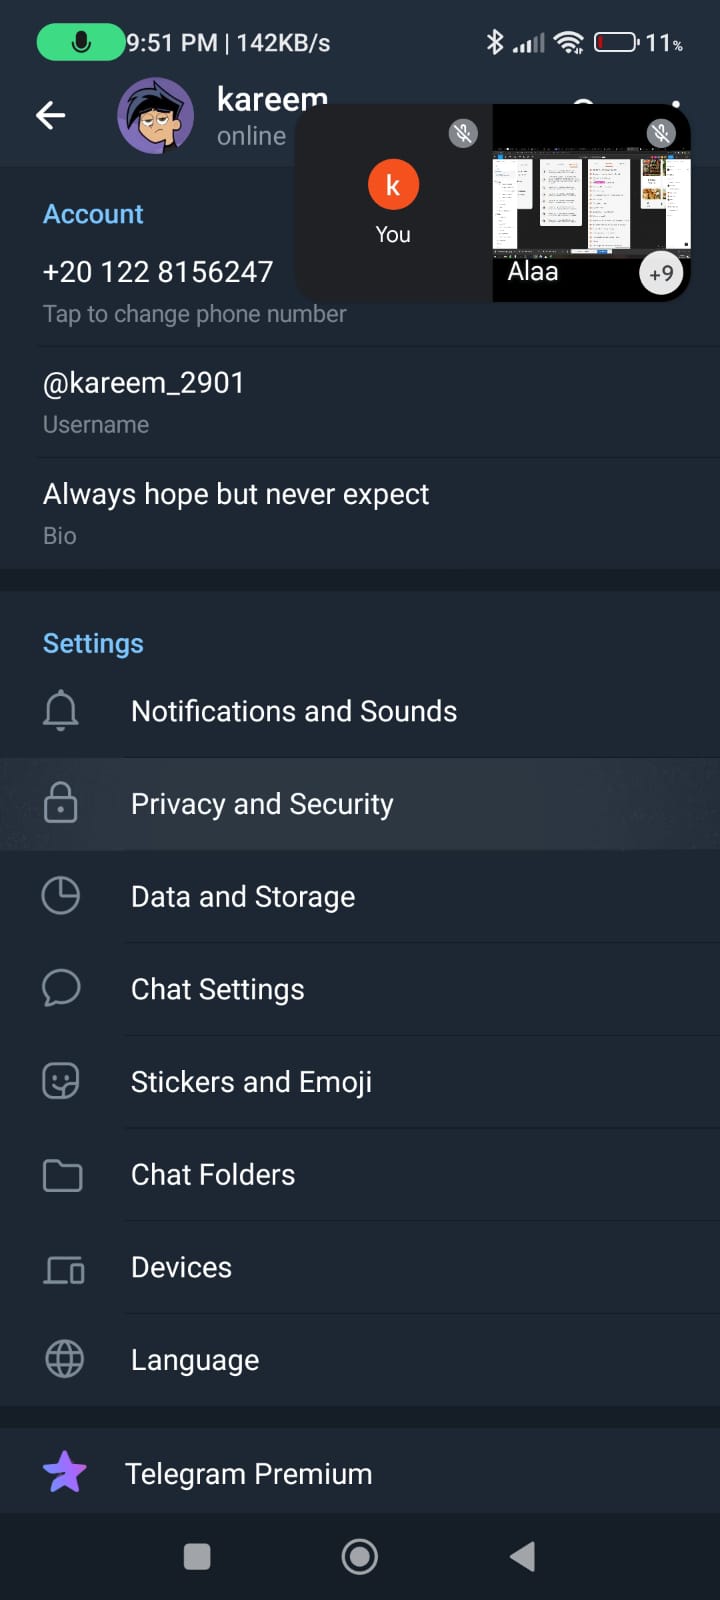 9:51 PM | 142KB/s
11%
kareem
online
k
You
Alaa
+9
Account
+20 122 8156247
Tap to change phone number
@kareem_2901
Username
Always hope but never expect
Bio
Settings
Notifications and Sounds
Privacy and Security
Data and Storage
Chat Settings
Stickers and Emoji
Chat Folders
Devices
Language
Telegram Premium